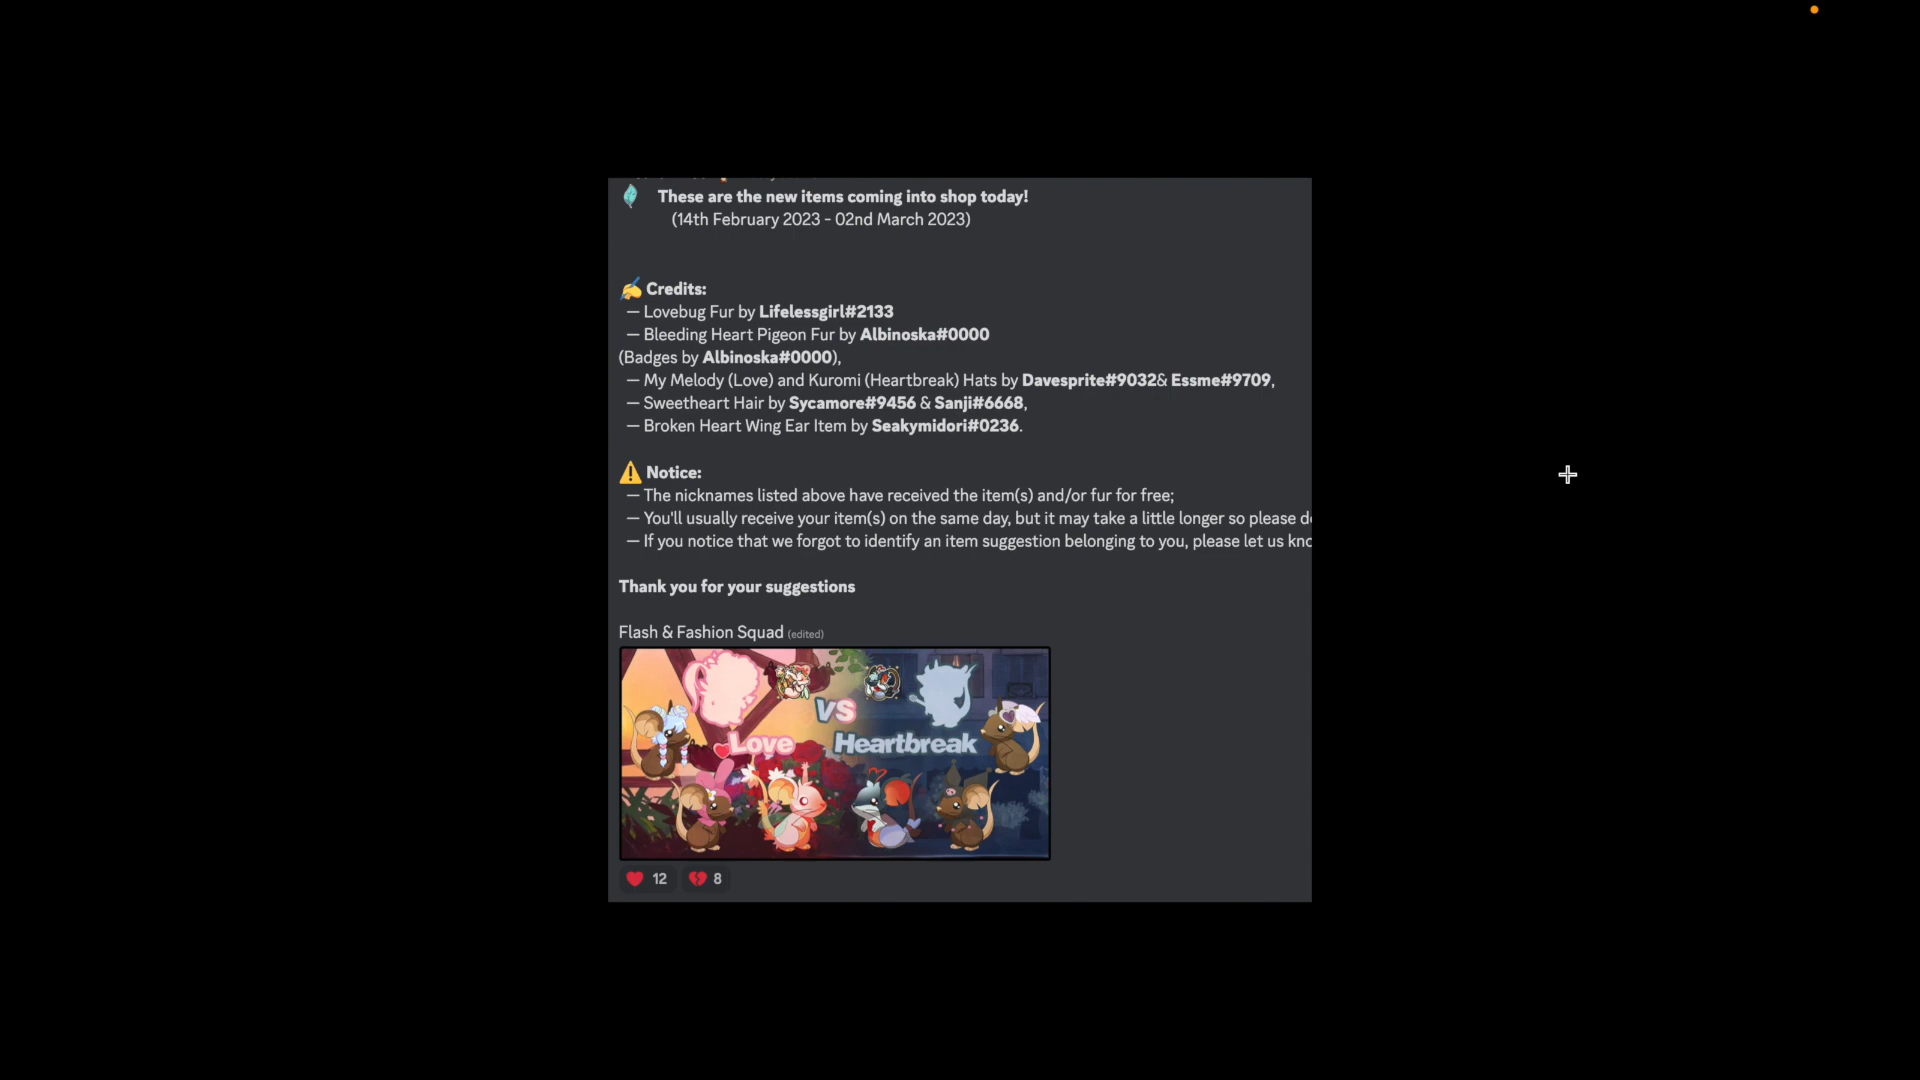 These are the new items coming into shop today!
(14th February 2023 - 02nd March 2023)
✍️ Credits:
— Lovebug Fur by Lifelessgirl#2133
— Bleeding Heart Pigeon Fur by Albinoska#0000
(Badges by Albinoska#0000),
— My Melody (Love) and Kuromi (Heartbreak) Hats by Davesprite#9032& Essme#9709,
— Sweetheart Hair by Sycamore#9456 & Sanji#6668,
— Broken Heart Wing Ear Item by Seakymidori#0236.
⚠️ Notice:
— The nicknames listed above have received the item(s) and/or fur for free;
— You'll usually receive your item(s) on the same day, but it may take a little longer so please
— If you notice that we forgot to identify an item suggestion belonging to you, please let us
Thank you for your suggestions
Flash & Fashion Squad (edited)
VS
Love Heartbreak
❤️ 12 💔 8